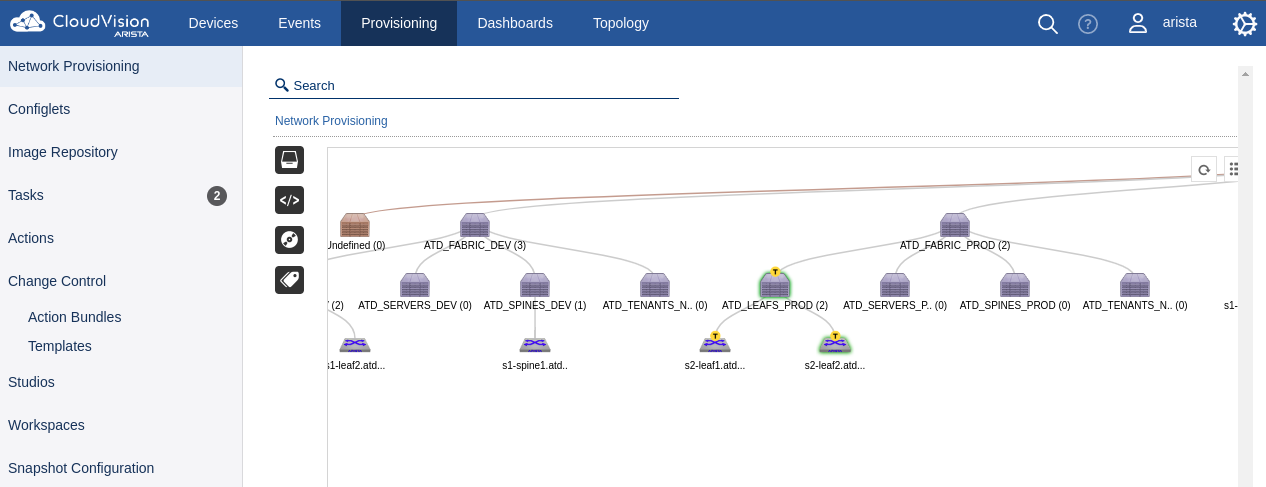 CloudVision
ARISTA
Devices
Events
Provisioning
Dashboards
Topology
?
arista
Network Provisioning
Configlets
Image Repository
Tasks
2
Actions
Change Control
Action Bundles
Templates
Studios
Workspaces
Snapshot Configuration
Search
Network Provisioning
</>
Undefined (0)
ATD_FABRIC_DEV (3)
ATD_FABRIC_PROD (2)
(2)
ATD_SERVERS_DEV (0)
ATD_SPINES_DEV (1)
ATD_TENANTS_N.. (0)
T
ATD_LEAFS_PROD (2)
ATD_SERVERS_P.. (0)
ATD_SPINES_PROD (0)
ATD_TENANTS_N.. (0)
s1-
s1-leaf2.atd...
s1-spine1.atd..
T
s2-leaf1.atd...
T
s2-leaf2.atd...